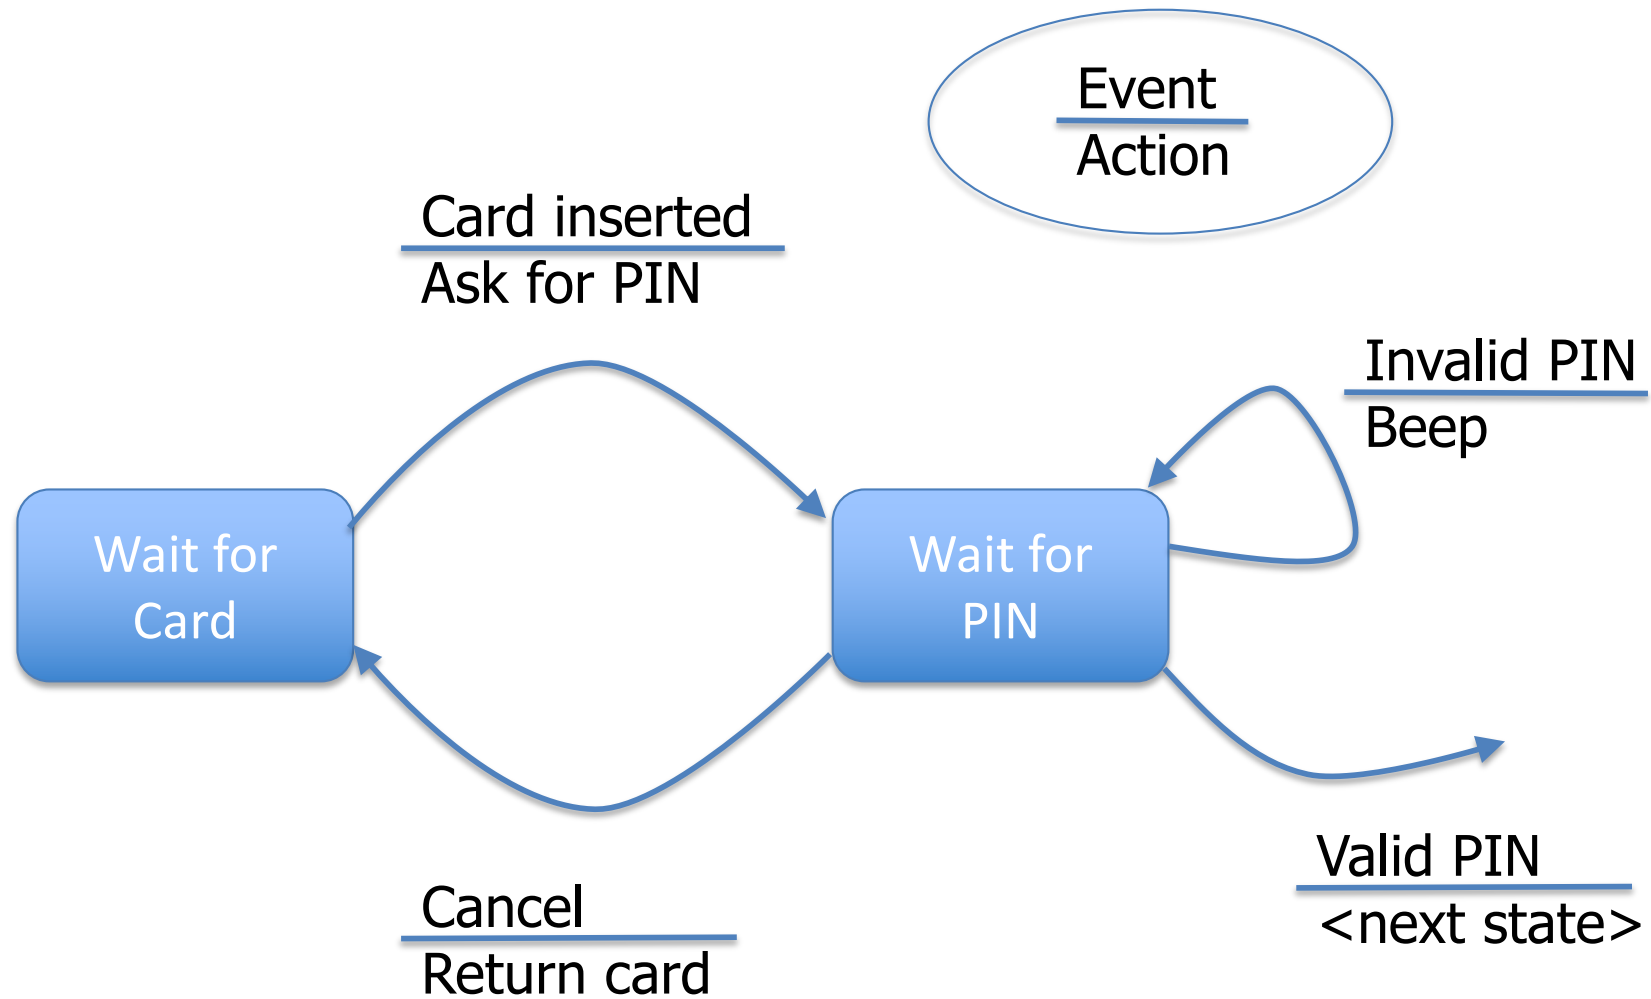 Event
Action
Card inserted
Ask for PIN
Invalid PIN
Beep
Wait for
Card
Wait for
PIN
Valid PIN
<next state>
Cancel
Return card